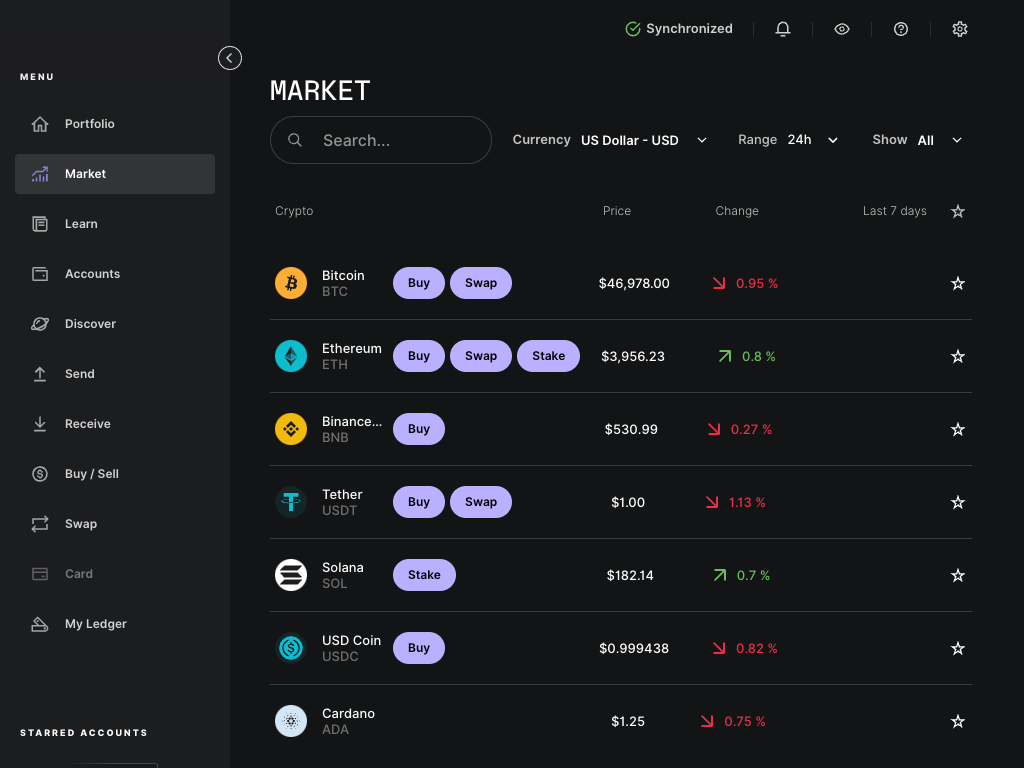 Synchronized
MENU
Portfolio
Market
Learn
Accounts
Discover
Send
Receive
Buy / Sell
Swap
Card
My Ledger
STARRED ACCOUNTS
MARKET
Search...
Currency US Dollar - USD
Range 24h
Show All
Crypto Price Change Last 7 days
Bitcoin
BTC
Buy Swap $46,978.00 0.95 %
Ethereum
ETH
Buy Swap Stake $3,956.23 0.8 %
Binance...
BNB
Buy $530.99 0.27 %
Tether
USDT
Buy Swap $1.00 1.13 %
Solana
SOL
Stake $182.14 0.7 %
USD Coin
USDC
Buy $0.999438 0.82 %
Cardano
ADA
$1.25 0.75 %